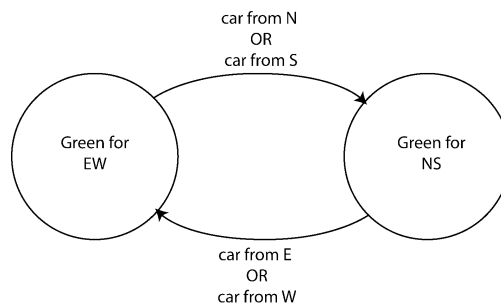 car from N
OR
car from S
Green for
EW
Green for
NS
car from E
OR
car from W